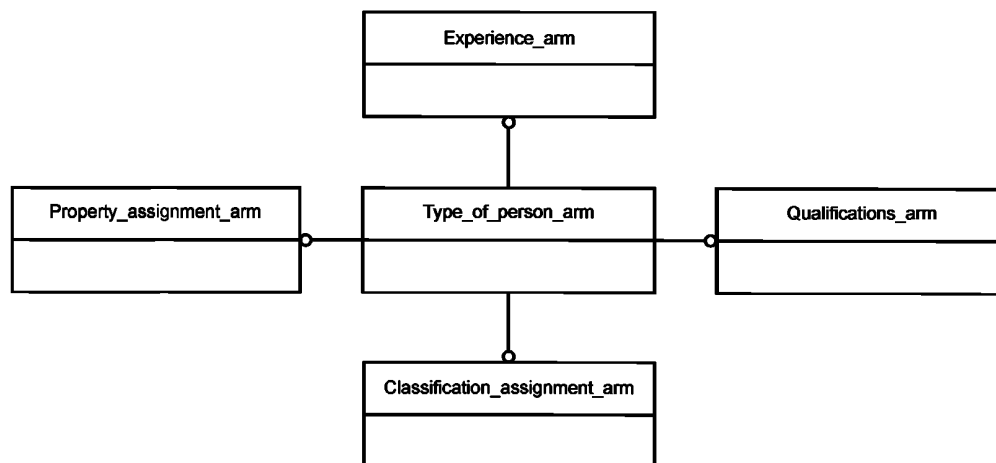 Experience_arm
Property_assignment_arm
Type_of_person_arm
Qualifications_arm
Classification_assignment_arm